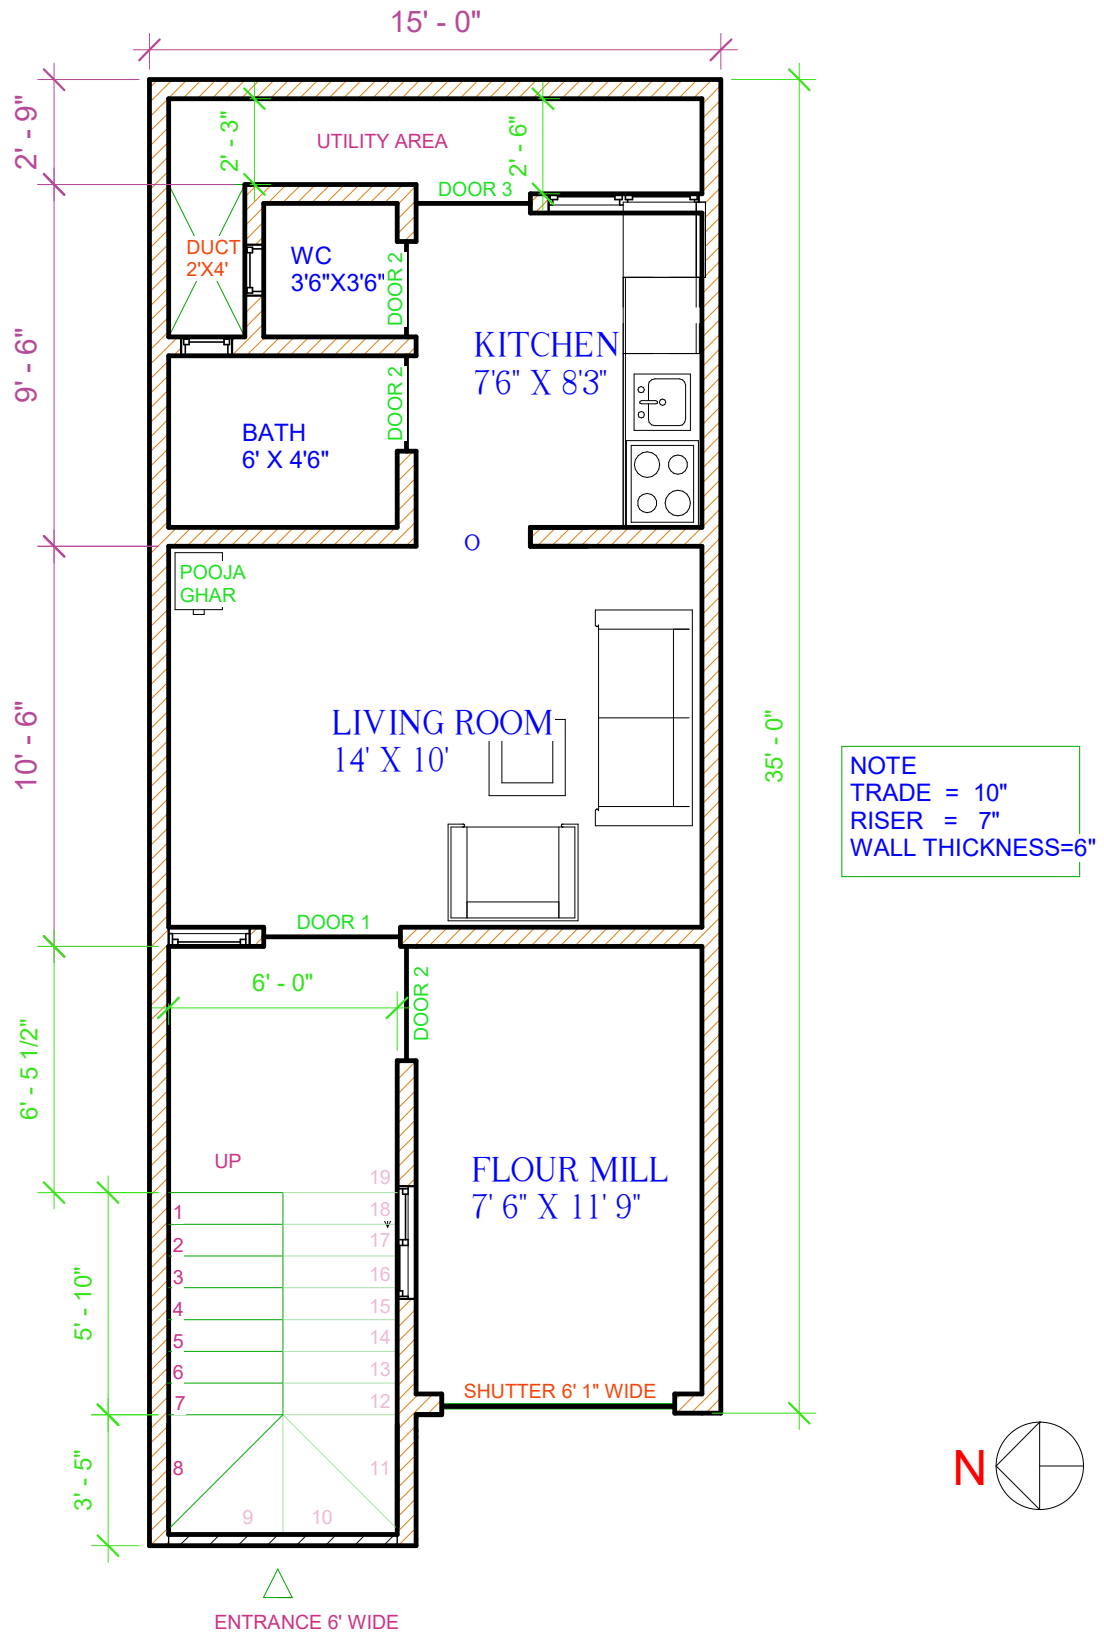 15' - 0"
2' - 9"
2' - 3"
UTILITY AREA
2' - 6"
DOOR 3
DUCT
2'X4'
WC
3'6"X3'6"
DOOR 2
9' - 6"
KITCHEN
7'6" X 8'3"
DOOR 2
BATH
6' X 4'6"
O
POOJA
GHAR
10' - 6"
LIVING ROOM
14' X 10'
35' - 0"
NOTE
TRADE = 10"
RISER = 7"
WALL THICKNESS=6"
DOOR 1
6' - 0"
DOOR 2
6' - 5 1/2"
UP
FLOUR MILL
7' 6" X 11' 9"
19
1
18
2
17
3
16
4
15
5
14
6
13
7
12
5' - 10"
SHUTTER 6' 1" WIDE
8
11
9
10
3' - 5"
N
ENTRANCE 6' WIDE